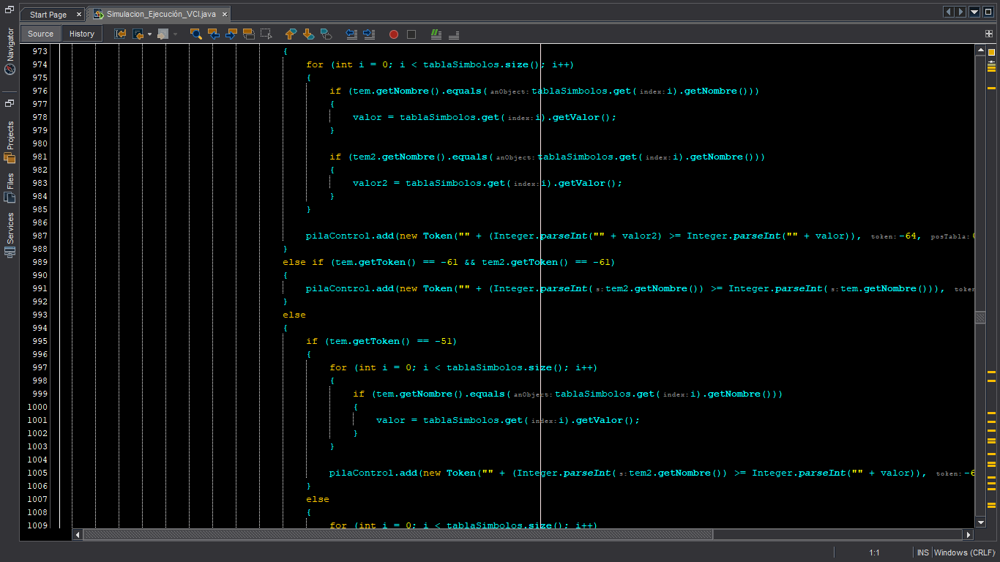 Start Page ×
Simulacion_Ejecución_VCI.java ×
Navigator
Projects
Files
Services
Source
History
973 {
974 for (int i = 0; i < tablaSimbolos.size(); i++)
975 {
976 if (tem.getNombre().equals( anObject: tablaSimbolos.get( index: i).getNombre()))
977 {
978 valor = tablaSimbolos.get( index: i).getValor();
979 }
980
981 if (tem2.getNombre().equals( anObject: tablaSimbolos.get( index: i).getNombre()))
982 {
983 valor2 = tablaSimbolos.get( index: i).getValor();
984 }
985 }
986
987 pilaControl.add(new Token("" + (Integer.parseInt("" + valor2) >= Integer.parseInt("" + valor)), token: -64, posTabla:
988 }
989 else if (tem.getToken() == -61 && tem2.getToken() == -61)
990 {
991 pilaControl.add(new Token("" + (Integer.parseInt( s: tem2.getNombre()) >= Integer.parseInt( s: tem.getNombre())), token
992 }
993 else
994 {
995 if (tem.getToken() == -51)
996 {
997 for (int i = 0; i < tablaSimbolos.size(); i++)
998 {
999 if (tem.getNombre().equals( anObject: tablaSimbolos.get( index: i).getNombre()))
1000 {
1001 valor = tablaSimbolos.get( index: i).getValor();
1002 }
1003 }
1004
1005 pilaControl.add(new Token("" + (Integer.parseInt( s: tem2.getNombre()) >= Integer.parseInt("" + valor)), token: -6
1006 }
1007 else
1008 {
1009 for (int i = 0; i < tablaSimbolos.size(); i++)
1:1 INS Windows (CRLF)